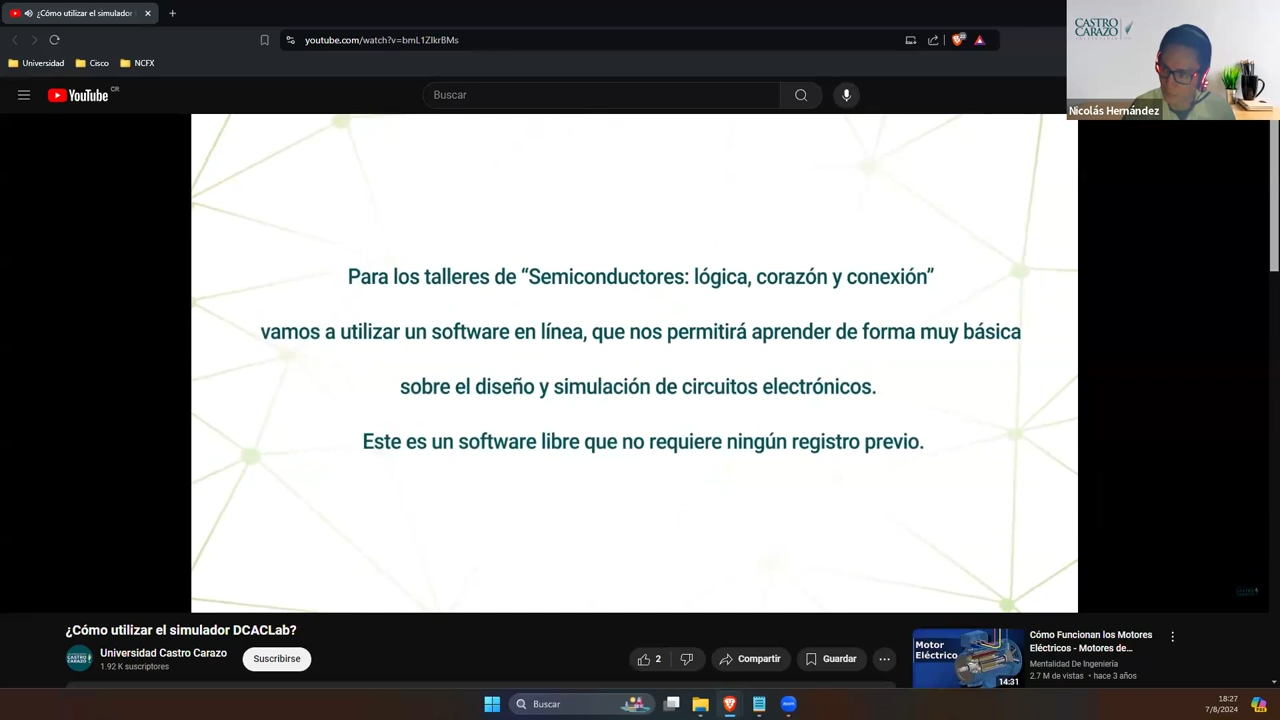 ¿Cómo utilizar el simulador
youtube.com/watch?v=bmL1ZIkrBMs
Universidad
Cisco
NCFX
CASTRO
CARAZO
Nicolás Hernández
YouTube CR
Buscar
Para los talleres de “Semiconductores: lógica, corazón y conexión”
vamos a utilizar un software en línea, que nos permitirá aprender de forma muy básica
sobre el diseño y simulación de circuitos electrónicos.
Este es un software libre que no requiere ningún registro previo.
¿Cómo utilizar el simulador DCACLab?
Universidad Castro Carazo
1.92 K suscriptores
Suscribirse
2
Compartir
Guardar
Motor
Eléctrico
14:31
Cómo Funcionan los Motores
Eléctricos - Motores de...
Mentalidad De Ingeniería
2.7 M de vistas • hace 3 años
Buscar
18:27
7/8/2024